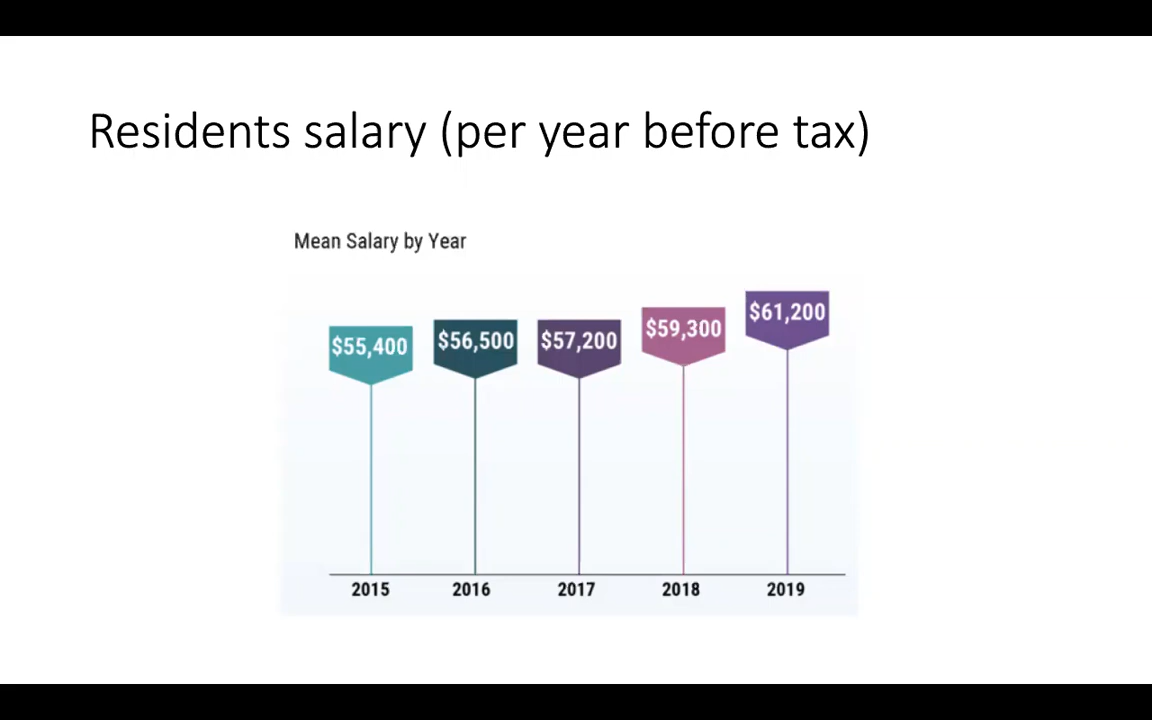 Residents salary (per year before tax)
Mean Salary by Year
$55,400 $56,500 $57,200 $59,300 $61,200
2015 2016 2017 2018 2019